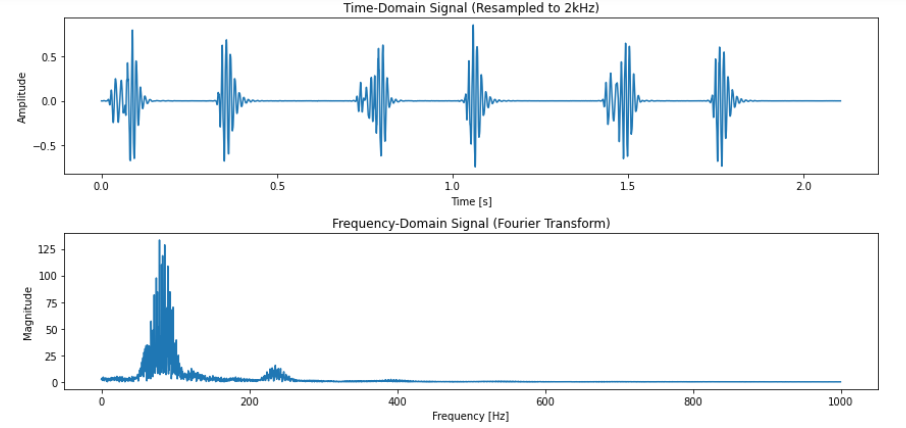 Time-Domain Signal (Resampled to 2kHz)
0.5
0.0
−0.5
Amplitude
0.0 0.5 1.0 1.5 2.0
Time [s]
Frequency-Domain Signal (Fourier Transform)
125
100
75
50
25
0
Magnitude
0 200 400 600 800 1000
Frequency [Hz]